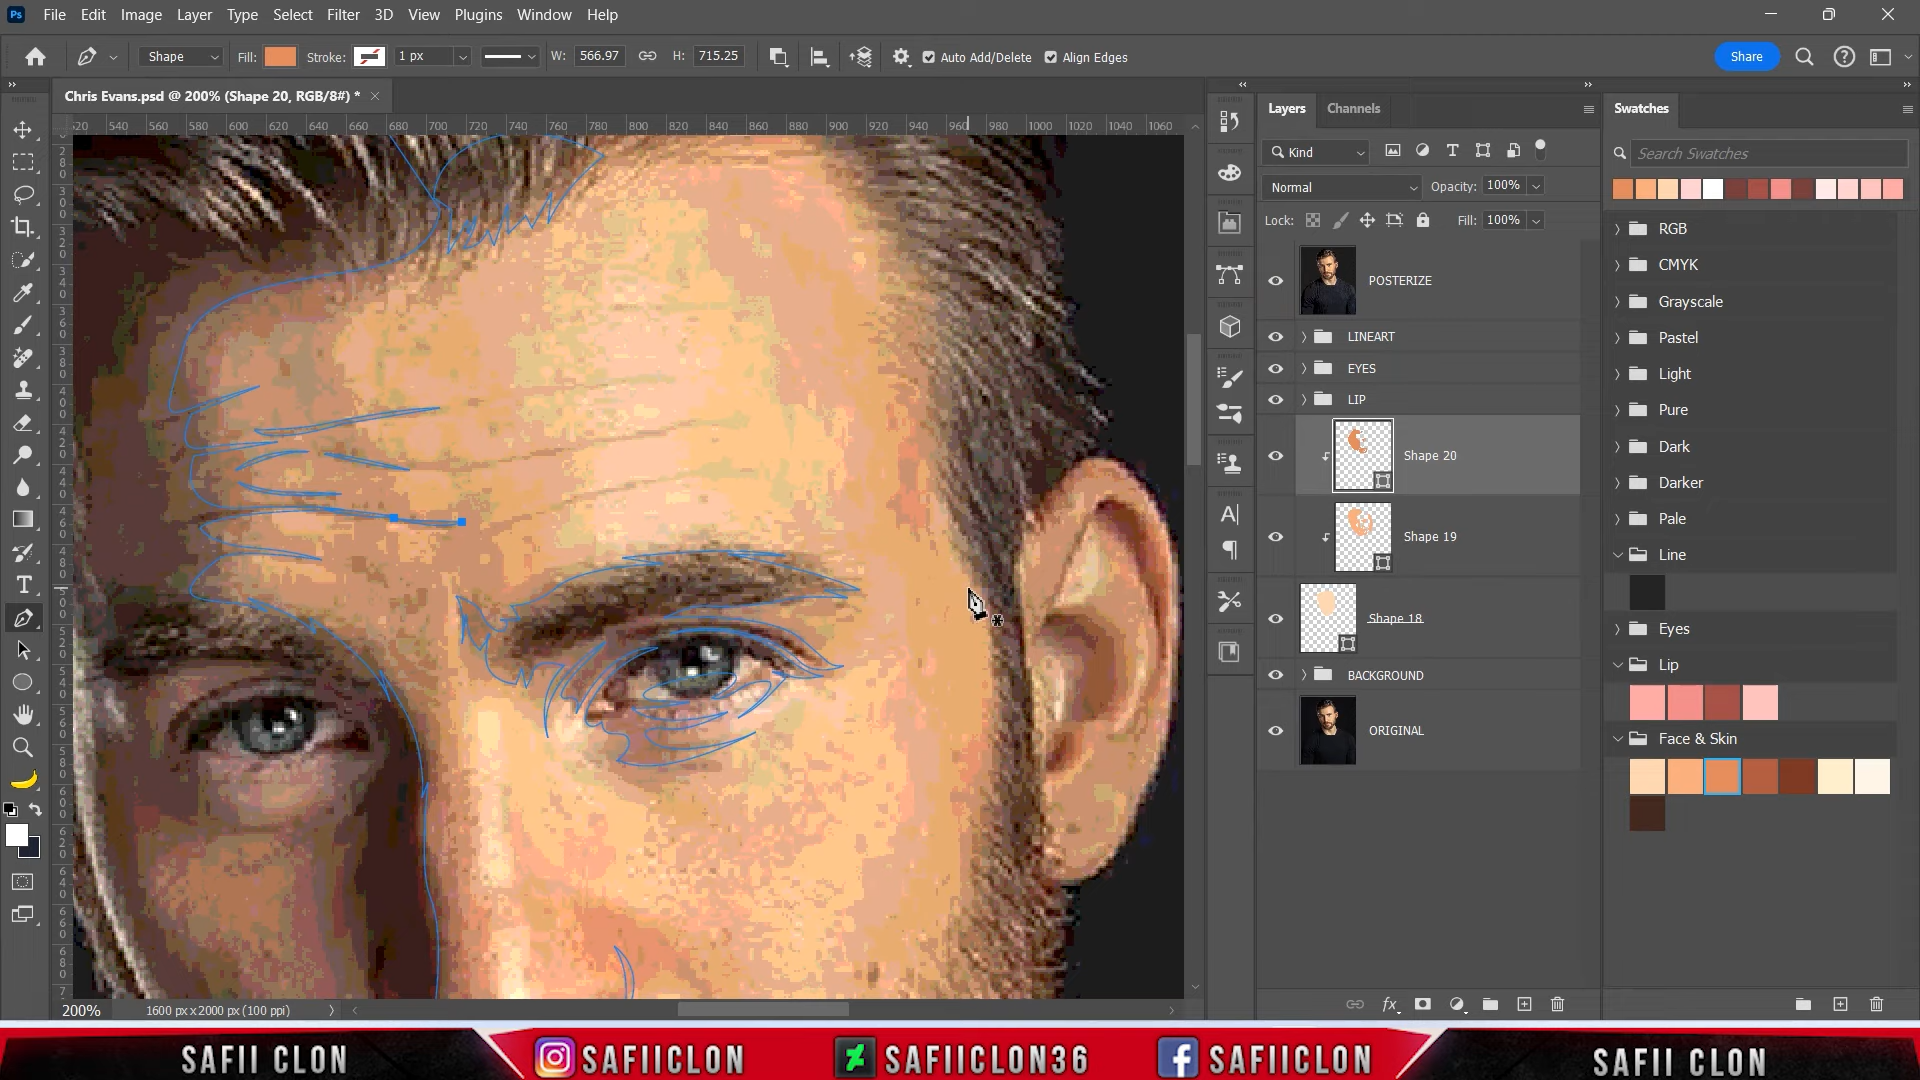 Ps File Edit Image Layer Type Select Filter 3D View Plugins Window Help
Shape Fill: Stroke: 1 px W: 566.97 H: 715.25 Auto Add/Delete Align Edges Share
Chris Evans.psd @ 200% (Shape 20, RGB/8#) *
520 540 560 580 600 620 640 660 680 700 720 740 760 780 800 820 840 860 880 900 920 940 960 980 1000 1020 1040 1060
Layers Channels
Kind
Normal Opacity: 100%
Lock: Fill: 100%
POSTERIZE
LINEART
EYES
LIP
Shape 20
Shape 19
Shape 18
BACKGROUND
ORIGINAL
Swatches
Search Swatches
RGB
CMYK
Grayscale
Pastel
Light
Pure
Dark
Darker
Pale
Line
Eyes
Lip
Face & Skin
200% 1600 px x 2000 px (100 ppi)
SAFII CLON SAFIICLON SAFIICLON36 SAFIICLON SAFII CLON